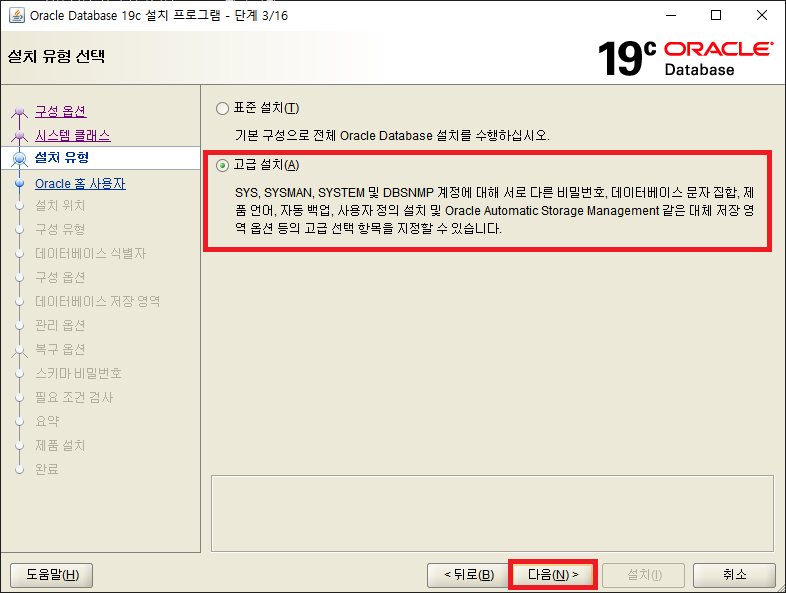 Oracle Database 19c 설치 프로그램 - 단계 3/16
설치 유형 선택
19c ORACLE
Database
구성 옵션
시스템 클래스
설치 유형
Oracle 홈 사용자
설치 위치
구성 유형
데이터베이스 식별자
구성 옵션
데이터베이스 저장 영역
관리 옵션
복구 옵션
스키마 비밀번호
필요 조건 검사
요약
제품 설치
완료
표준 설치(T)
기본 구성으로 전체 Oracle Database 설치를 수행하십시오.
고급 설치(A)
SYS, SYSMAN, SYSTEM 및 DBSNMP 계정에 대해 서로 다른 비밀번호, 데이터베이스 문자 집합, 제
품 언어, 자동 백업, 사용자 정의 설치 및 Oracle Automatic Storage Management 같은 대체 저장 영
역 옵션 등의 고급 선택 항목을 지정할 수 있습니다.
도움말(H)
< 뒤로(B)
다음(N) >
설치(I)
취소